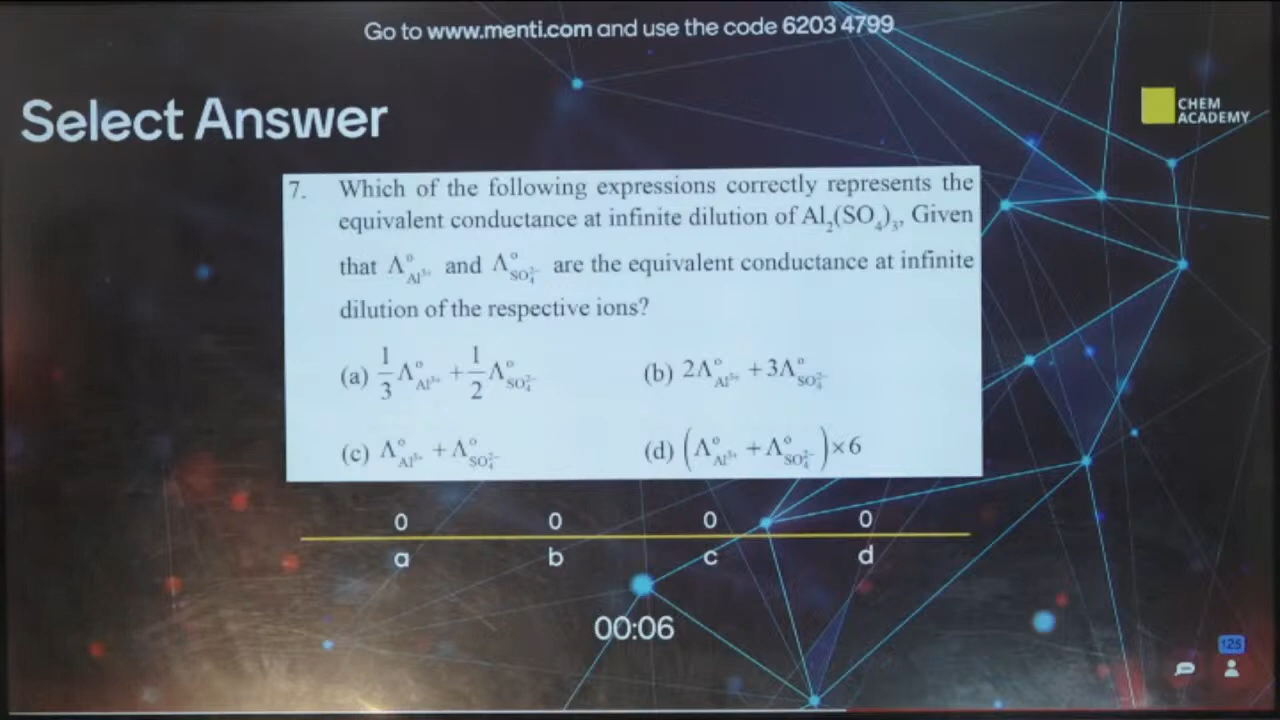 Go to www.menti.com and use the code 6203 4799
Select Answer
CHEM
ACADEMY
7. Which of the following expressions correctly represents the
equivalent conductance at infinite dilution of Al₂(SO₄)₃, Given
that Λ°Al³⁺ and Λ°SO₄²⁻ are the equivalent conductance at infinite
dilution of the respective ions?
(a) 1/3 Λ°Al³⁺ + 1/2 Λ°SO₄²⁻ (b) 2Λ°Al³⁺ + 3Λ°SO₄²⁻
(c) Λ°Al³⁺ + Λ°SO₄²⁻ (d) (Λ°Al³⁺ + Λ°SO₄²⁻) × 6
0 0 0 0
a b c d
00:06
125